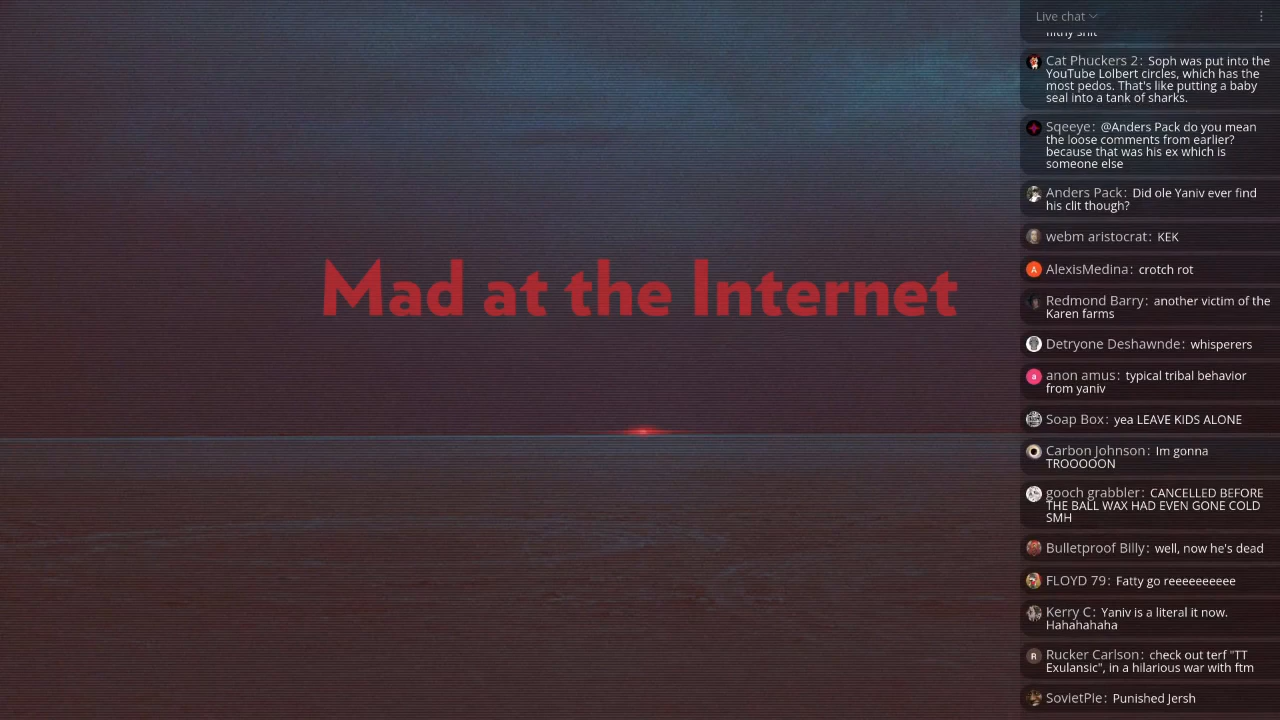 Live chat
filthy shit
Cat Phuckers 2: Soph was put into the
YouTube Lolbert circles, which has the
most pedos. That's like putting a baby
seal into a tank of sharks.
Sqeeye: @Anders Pack do you mean
the loose comments from earlier?
because that was his ex which is
someone else
Anders Pack: Did ole Yaniv ever find
his clit though?
webm aristocrat: KEK
A AlexisMedina: crotch rot
Redmond Barry: another victim of the
Karen farms
Detryone Deshawnde: whisperers
a anon amus: typical tribal behavior
from yaniv
Soap Box: yea LEAVE KIDS ALONE
Carbon Johnson: Im gonna
TROOOOON
gooch grabbler: CANCELLED BEFORE
THE BALL WAX HAD EVEN GONE COLD
SMH
Bulletproof Billy: well, now he's dead
FLOYD 79: Fatty go reeeeeeeeee
Kerry C: Yaniv is a literal it now.
Hahahahaha
R Rucker Carlson: check out terf "TT
Exulansic", in a hilarious war with ftm
SovietPie: Punished Jersh
Mad at the Internet